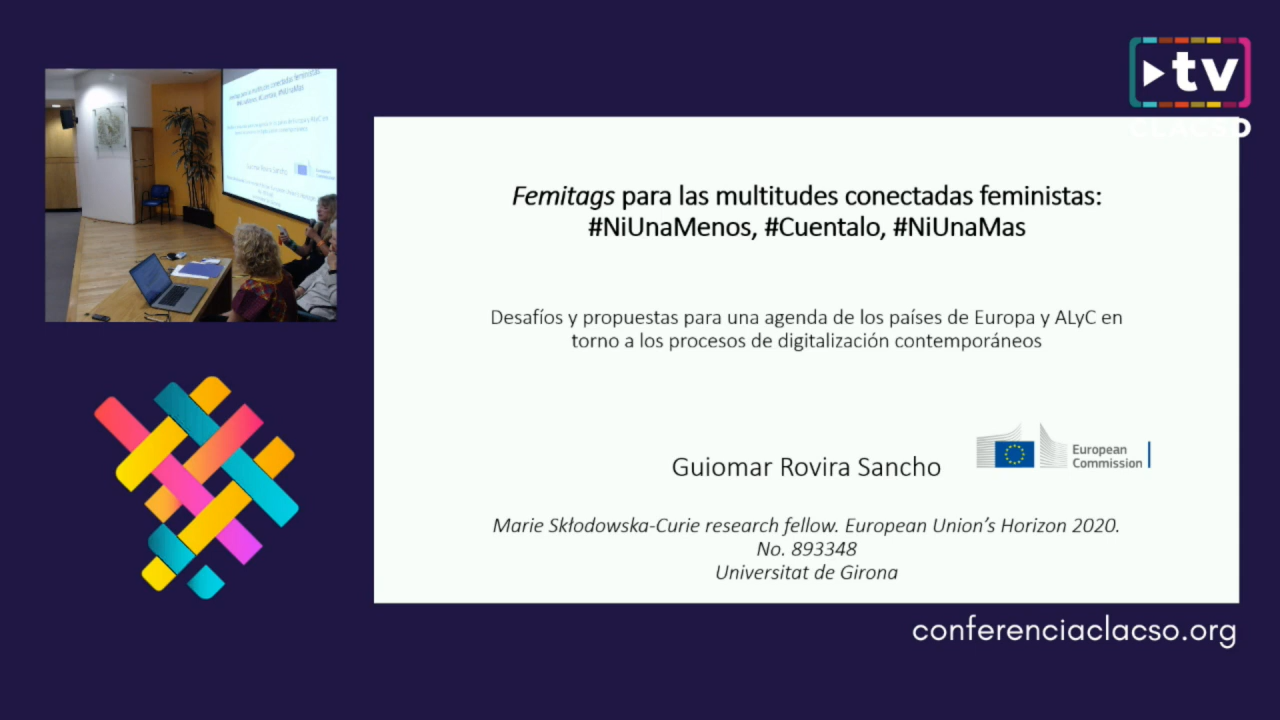 tv
CLACSO
Femitags para las multitudes conectadas feministas:
#NiUnaMenos, #Cuentalo, #NiUnaMas
Desafíos y propuestas para una agenda de los países de Europa y ALyC en
torno a los procesos de digitalización contemporáneos
Guiomar Rovira Sancho
European
Commission
Marie Skłodowska-Curie research fellow. European Union’s Horizon 2020.
No. 893348
Universitat de Girona
conferenciaclacso.org